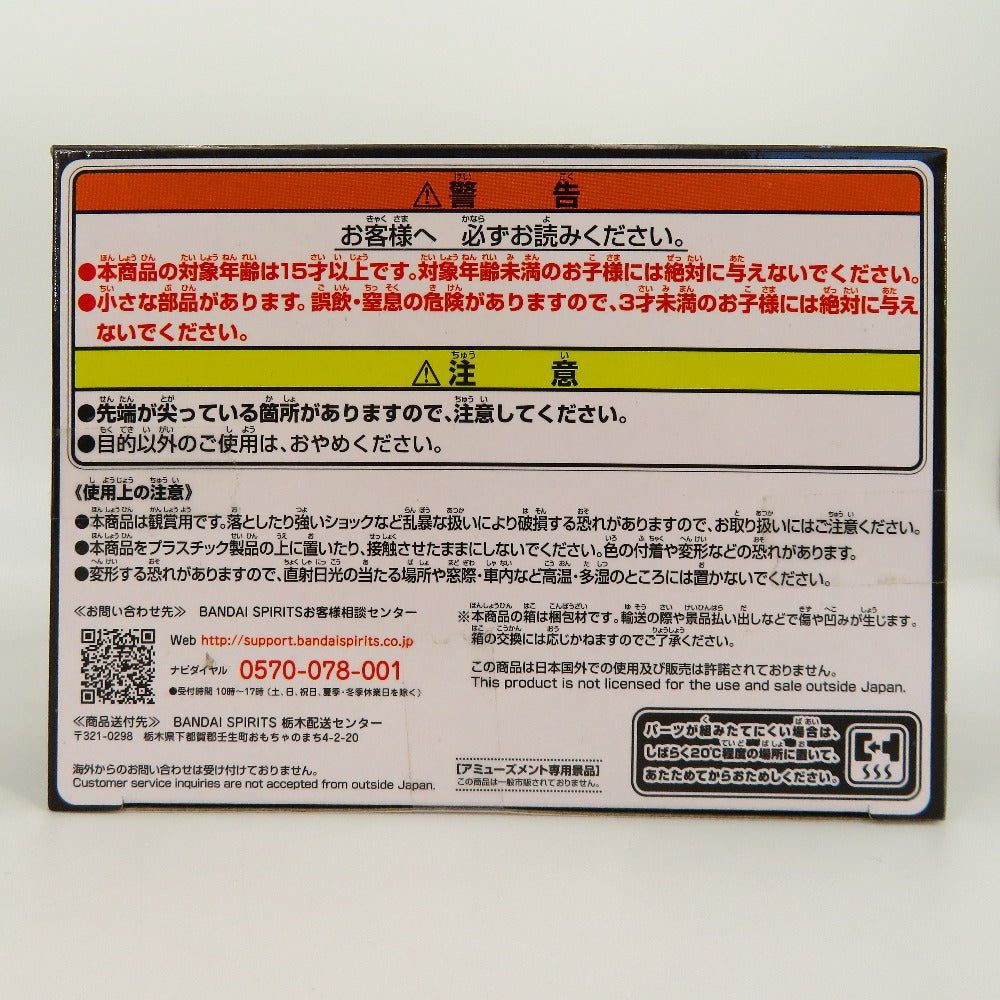 ⚠警 告
お客様へ 必ずお読みください。
●本商品の対象年齢は15才以上です。対象年齢未満のお子様には絶対に与えないでください。
●小さな部品があります。誤飲・窒息の危険がありますので、3才未満のお子様には絶対に与え
ないでください。
⚠注 意
●先端が尖っている箇所がありますので、注意してください。
●目的以外のご使用は、おやめください。
《使用上の注意》
●本商品は観賞用です。落としたり強いショックなど乱暴な扱いにより破損する恐れがありますので、お取り扱いにはご注意ください。
●本商品をプラスチック製品の上に置いたり、接触させたままにしないでください。色の付着や変形などの恐れがあります。
●変形する恐れがありますので、直射日光の当たる場所や窓際・車内など高温・多湿のところには置かないでください。
≪お問い合わせ先≫ BANDAI SPIRITSお客様相談センター
Web http://support.bandaispirits.co.jp
ナビダイヤル 0570-078-001
●受付時間 10時～17時 (土、日、祝日、夏季・冬季休業日を除く)
≪商品送付先≫ BANDAI SPIRITS 栃木配送センター
〒321-0298 栃木県下都賀郡壬生町おもちゃのまち4-2-20
海外からのお問い合わせは受け付けておりません。
Customer service inquiries are not accepted from outside Japan.
※本商品の箱は梱包材です。輸送の際や景品払い出しなどで傷や凹みが生じます。
箱の交換には応じかねますのでご了承ください。
この商品は日本国外での使用及び販売は許諾されておりません。
This product is not licensed for the use and sale outside Japan.
【アミューズメント専用景品】
この商品は一般市販されておりません。
パーツが組みたてにくい場合は、
しばらく20℃程度の場所に置いて、
あたためてからおためしください。